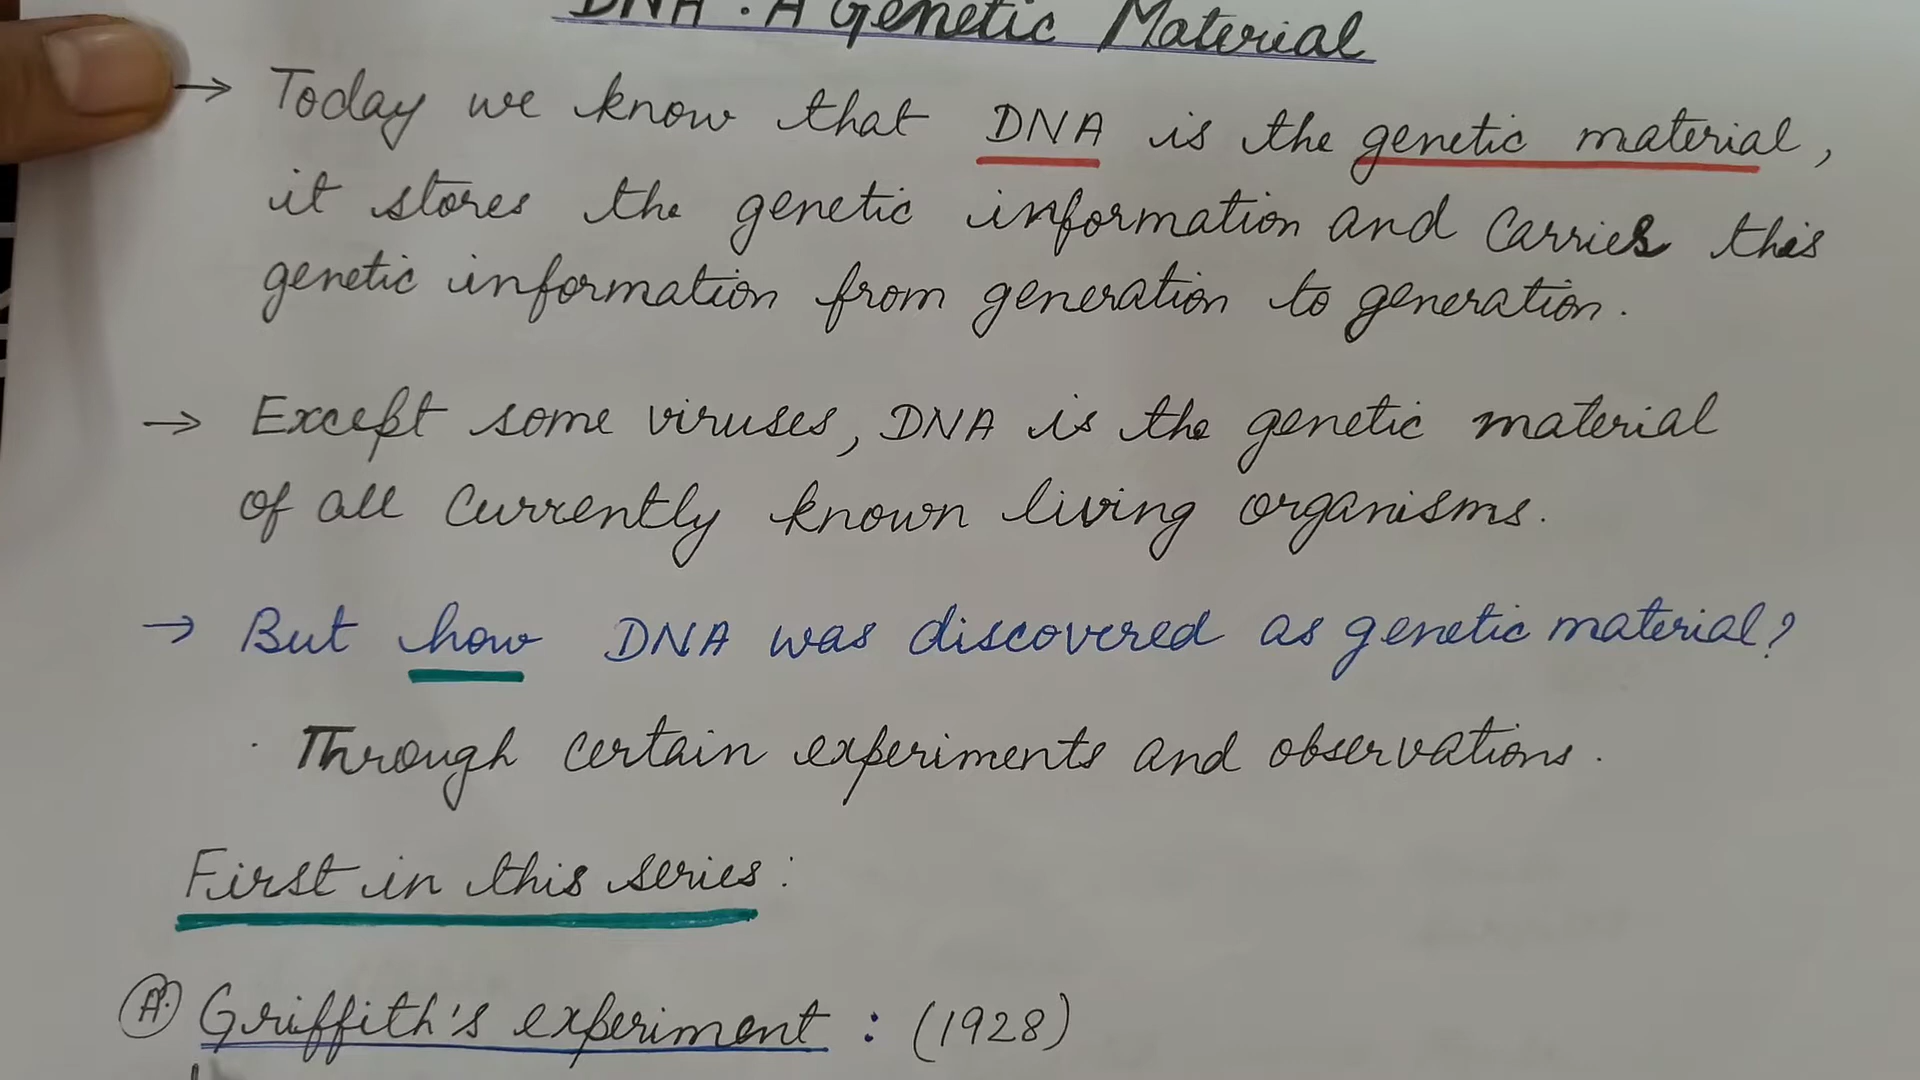 DNA : A Genetic Material
→ Today we know that DNA is the genetic material,
it stores the genetic information and carries this
genetic information from generation to generation.
→ Except some viruses, DNA is the genetic material
of all currently known living organisms.
→ But how DNA was discovered as genetic material?
· Through certain experiments and observations.
First in this series:
A. Griffith's experiment : (1928)